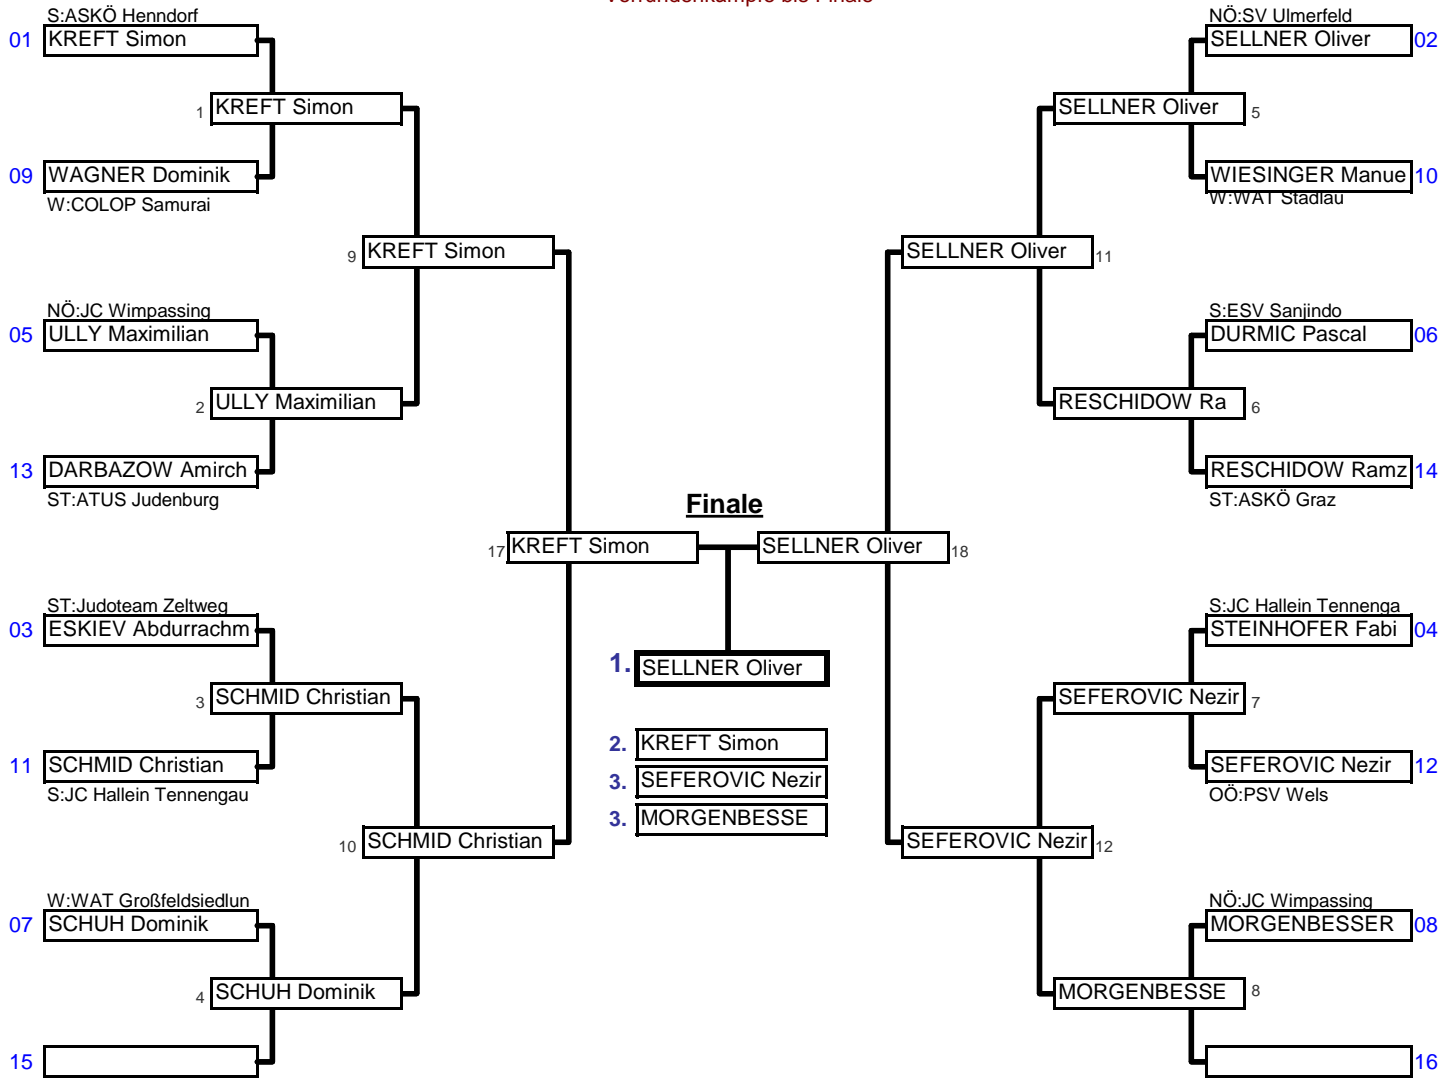 S:ASKÖ Henndorf
01 KREFT Simon
1 KREFT Simon
09 WAGNER Dominik
W:COLOP Samurai
9 KREFT Simon
NÖ:JC Wimpassing
05 ULLY Maximilian
2 ULLY Maximilian
13 DARBAZOW Amirch
ST:ATUS Judenburg
17 KREFT Simon
ST:Judoteam Zeltweg
03 ESKIEV Abdurrachm
3 SCHMID Christian
11 SCHMID Christian
S:JC Hallein Tennengau
10 SCHMID Christian
W:WAT Großfeldsiedlun
07 SCHUH Dominik
4 SCHUH Dominik
15
Finale
1. SELLNER Oliver
2. KREFT Simon
3. SEFEROVIC Nezir
3. MORGENBESSE
NÖ:SV Ulmerfeld
SELLNER Oliver 02
SELLNER Oliver 5
WIESINGER Manue 10
W:WAT Stadlau
SELLNER Oliver 11
S:ESV Sanjindo
DURMIC Pascal 06
RESCHIDOW Ra 6
RESCHIDOW Ramz 14
ST:ASKÖ Graz
SELLNER Oliver 18
S:JC Hallein Tennenga
STEINHOFER Fabi 04
SEFEROVIC Nezir 7
SEFEROVIC Nezir 12
OÖ:PSV Wels
SEFEROVIC Nezir 12
NÖ:JC Wimpassing
MORGENBESSER 08
MORGENBESSE 8
16